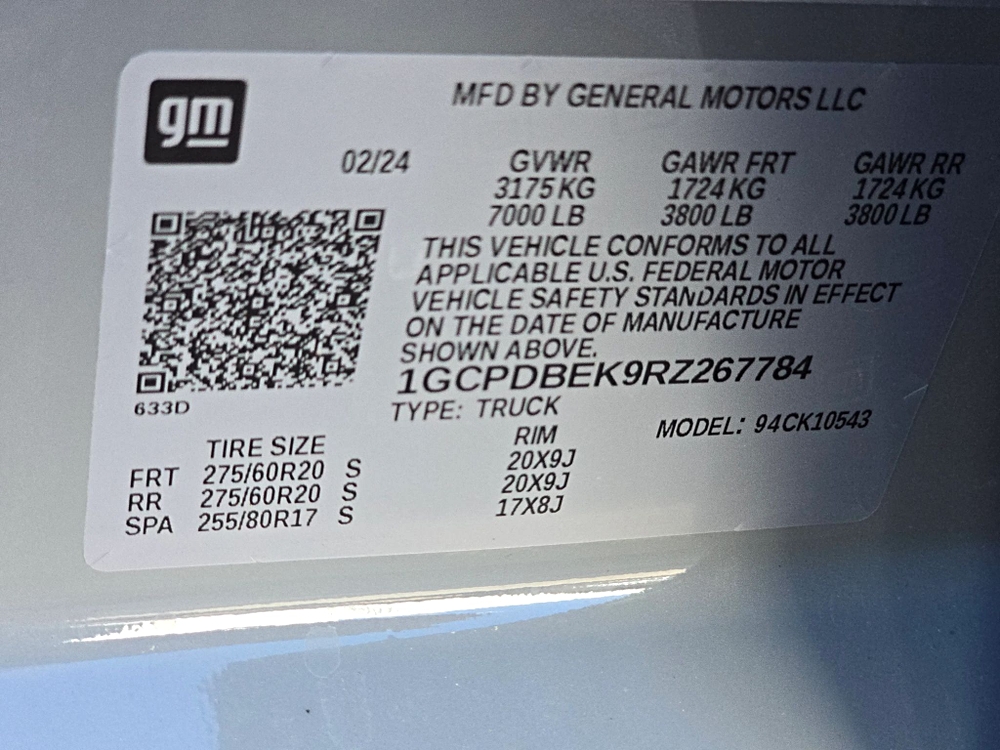 gm
MFD BY GENERAL MOTORS LLC
02/24 GVWR GAWR FRT GAWR RR
3175 KG 1724 KG 1724 KG
7000 LB 3800 LB 3800 LB
THIS VEHICLE CONFORMS TO ALL
APPLICABLE U.S. FEDERAL MOTOR
VEHICLE SAFETY STANDARDS IN EFFECT
ON THE DATE OF MANUFACTURE
SHOWN ABOVE.
1GCPDBEK9RZ267784
633D
TYPE: TRUCK MODEL: 94CK10543
TIRE SIZE RIM
FRT 275/60R20 S 20X9J
RR 275/60R20 S 20X9J
SPA 255/80R17 S 17X8J